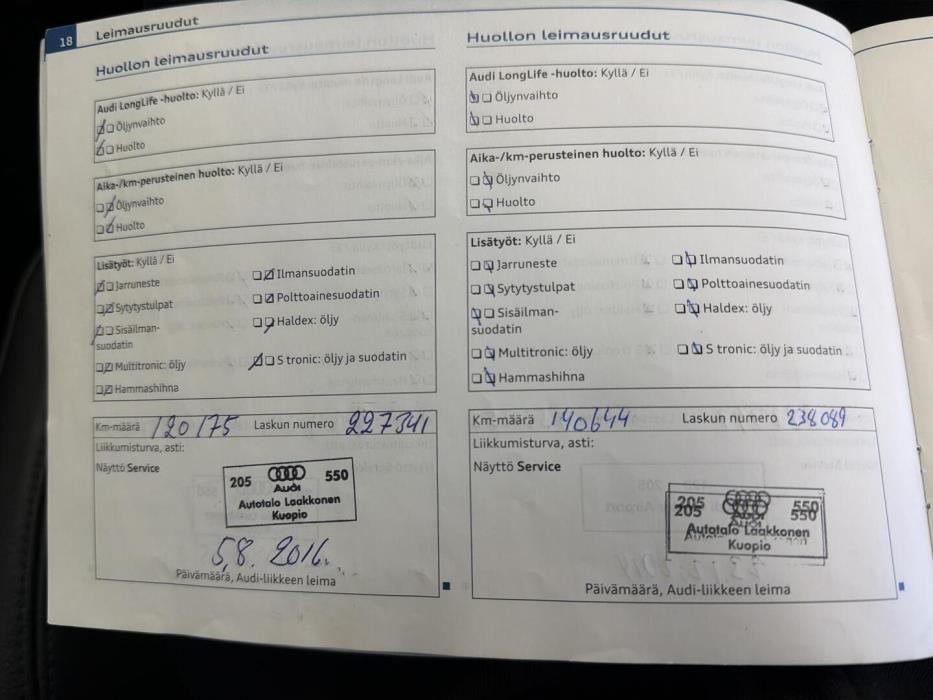 18 Leimausruudut
Huollon leimausruudut
Audi LongLife -huolto: Kyllä / Ei
Öljynvaihto
Huolto
Aika-/km-perusteinen huolto: Kyllä / Ei
Öljynvaihto
Huolto
Lisätyöt: Kyllä / Ei
Jarruneste
Ilmansuodatin
Sytytystulpat
Polttoainesuodatin
Sisäilman-
suodatin
Haldex: öljy
Multitronic: öljy
S tronic: öljy ja suodatin
Hammashihna
Km-määrä 120175 Laskun numero 227341
Liikkumisturva, asti:
Näyttö Service
205 Audi 550
Autotalo Laakkonen
Kuopio
5,8. 2016.
Päivämäärä, Audi-liikkeen leima
Huollon leimausruudut
Audi LongLife -huolto: Kyllä / Ei
Öljynvaihto
Huolto
Aika-/km-perusteinen huolto: Kyllä / Ei
Öljynvaihto
Huolto
Lisätyöt: Kyllä / Ei
Jarruneste
Ilmansuodatin
Sytytystulpat
Polttoainesuodatin
Sisäilman-
suodatin
Haldex: öljy
Multitronic: öljy
S tronic: öljy ja suodatin
Hammashihna
Km-määrä 140644 Laskun numero 238089
Liikkumisturva, asti:
Näyttö Service
205 Audi 550
Autotalo Laakkonen
Kuopio
Päivämäärä, Audi-liikkeen leima